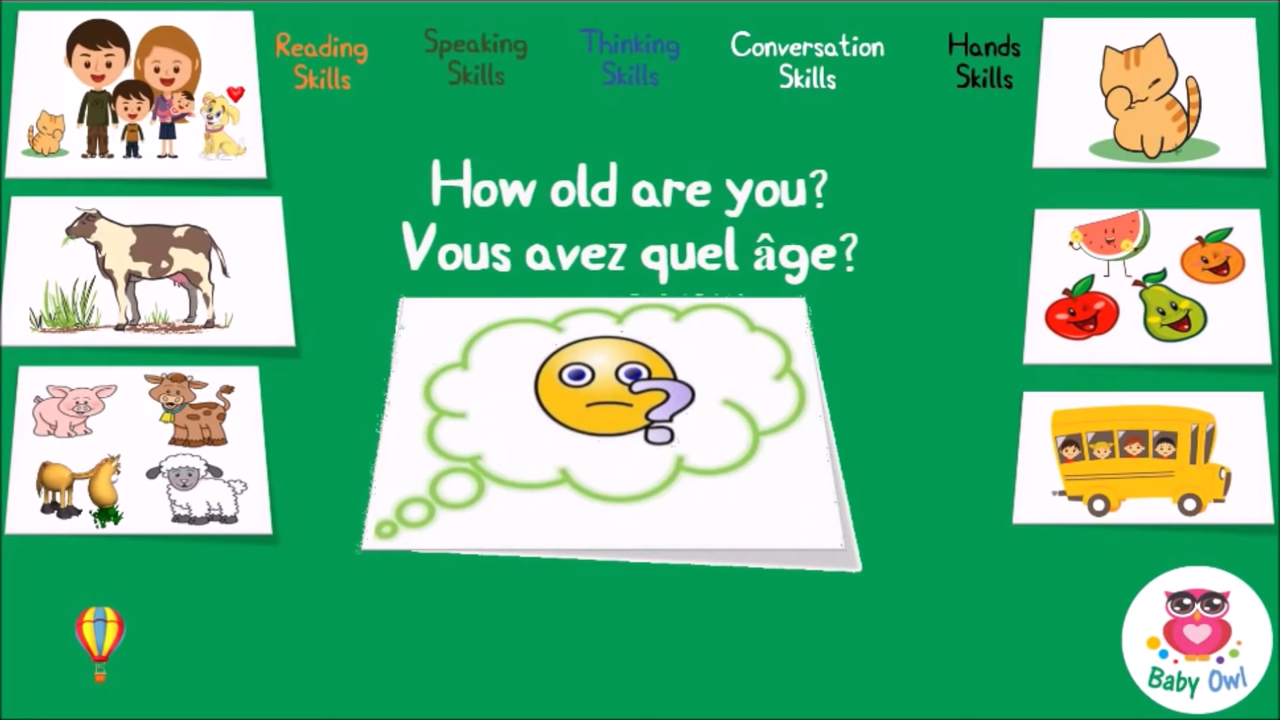 Reading
Skills
Speaking
Skills
Thinking
Skills
Conversation
Skills
Hands
Skills
How old are you?
Vous avez quel âge?
?
Baby Owl